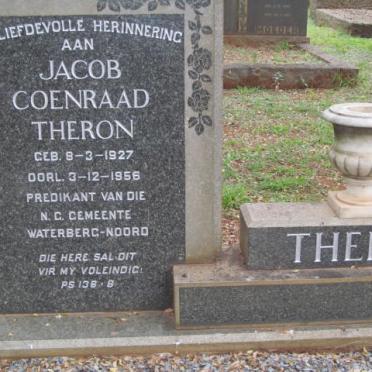 LIEFDEVOLLE HERINNERING
AAN
JACOB
COENRAAD
THERON
GEB. 8-3-1927
OORL. 3-12-1956
PREDIKANT VAN DIE
N.G. GEMEENTE
WATERBERG-NOORD
DIE HERE SAL DIT
VIR MY VOLEINDIG:
PS 138·8
THE